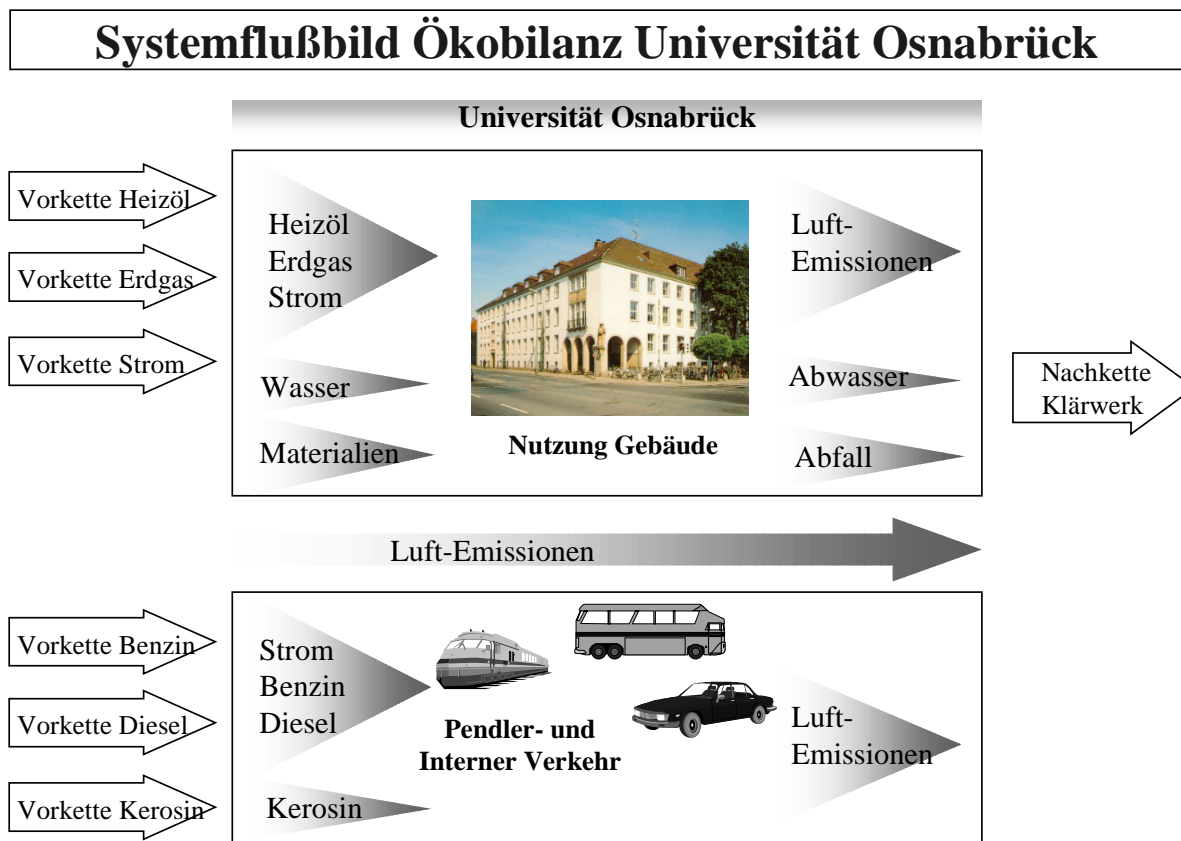 Systemflußbild Ökobilanz Universität Osnabrück
Universität Osnabrück
Vorkette Heizöl
Vorkette Erdgas
Vorkette Strom
Heizöl
Erdgas
Strom
Wasser
Materialien
Nutzung Gebäude
Luft-
Emissionen
Abwasser
Abfall
Nachkette
Klärwerk
Luft-Emissionen
Vorkette Benzin
Vorkette Diesel
Vorkette Kerosin
Strom
Benzin
Diesel
Kerosin
Pendler- und
Interner Verkehr
Luft-
Emissionen